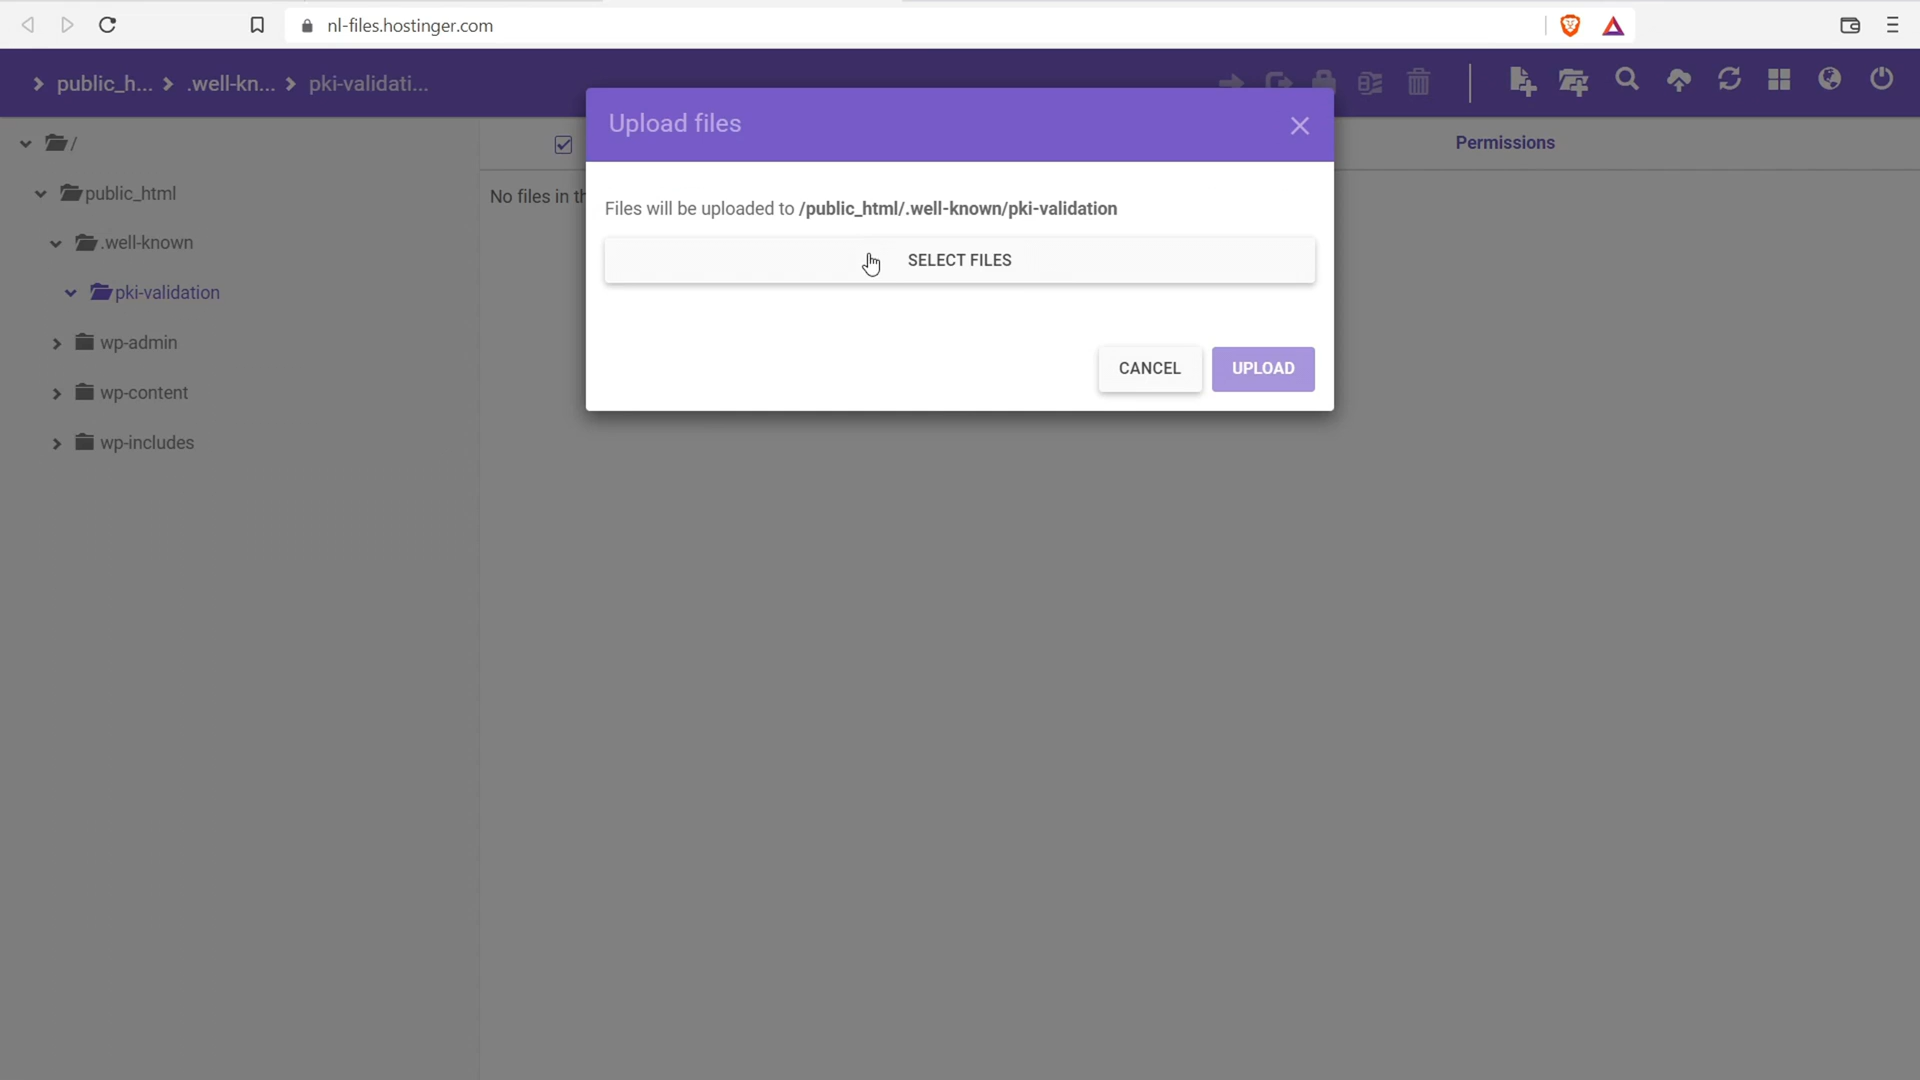 nl-files.hostinger.com
public_h... .well-kn... pki-validati...
Upload files
/
Permissions
public_html
No files in th
Files will be uploaded to /public_html/.well-known/pki-validation
.well-known
SELECT FILES
pki-validation
wp-admin
CANCEL
UPLOAD
wp-content
wp-includes